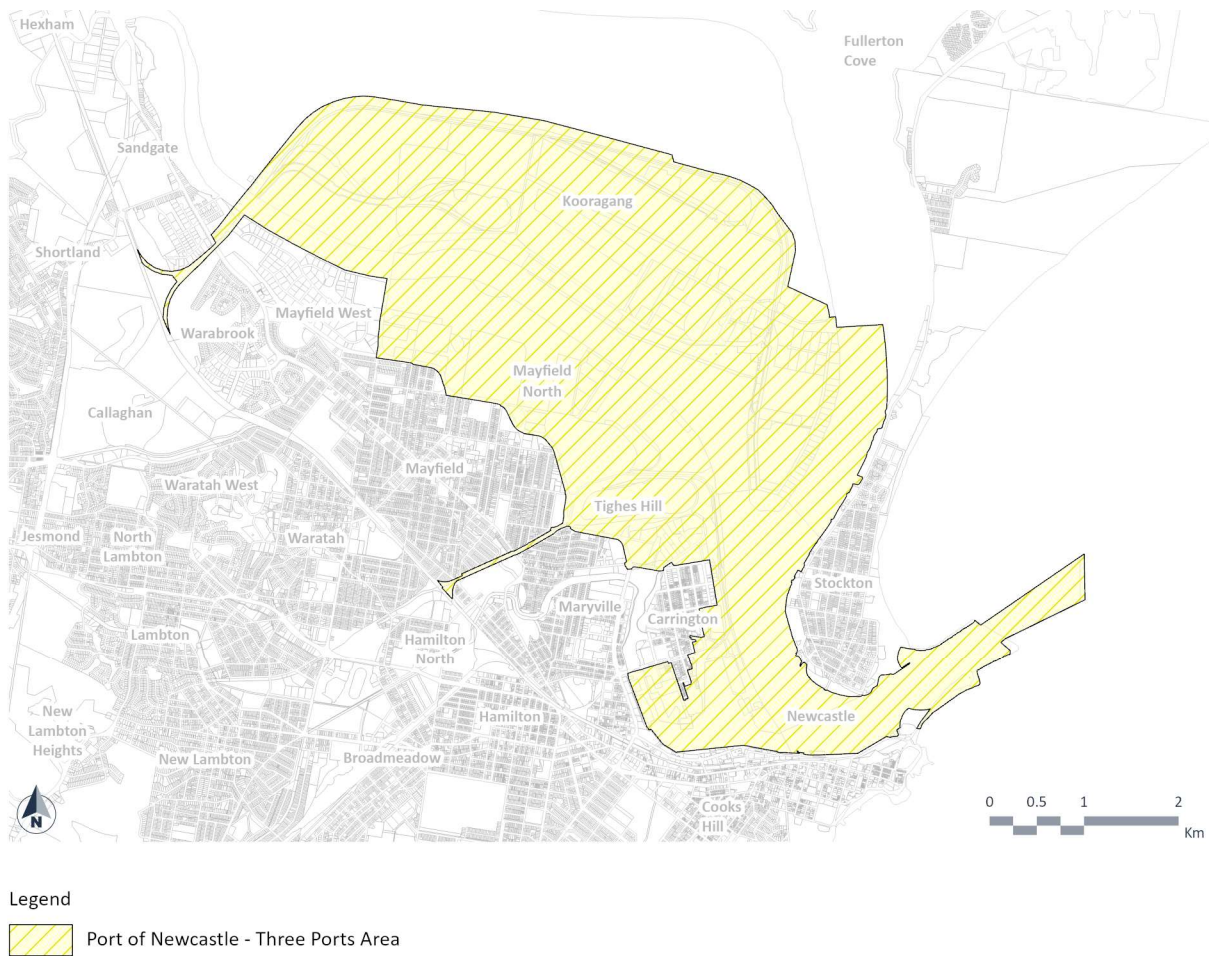 Hexham
Fullerton
Cove
Sandgate
Kooragang
Shortland
Mayfield West
Warabrook
Mayfield
North
Callaghan
Mayfield
Waratah West
Tighes Hill
Jesmond
North
Lambton
Waratah
Stockton
Maryville
Carrington
Lambton
Hamilton
North
New
Lambton
Heights
Hamilton
Newcastle
New Lambton
Broadmeadow
Cooks
Hill
N
0 0.5 1 2
Km
Legend
Port of Newcastle - Three Ports Area